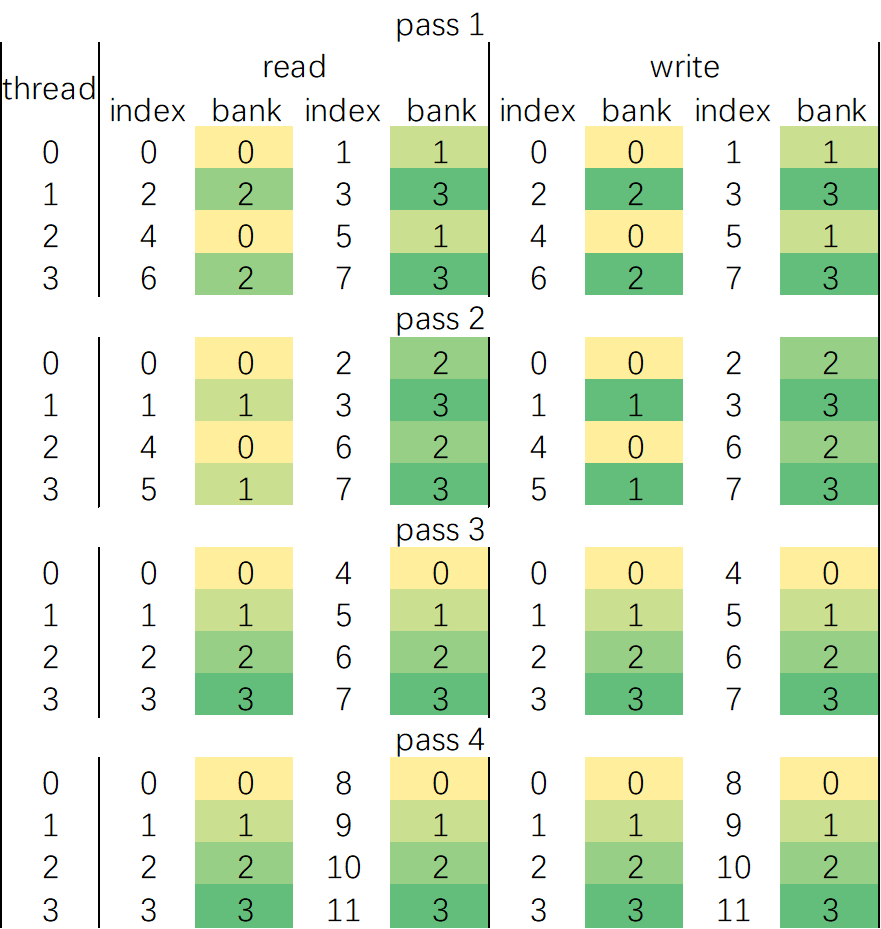 pass 1
read write
thread
index bank index bank index bank index bank
0 0 0 1 1 0 0 1 1
1 2 2 3 3 2 2 3 3
2 4 0 5 1 4 0 5 1
3 6 2 7 3 6 2 7 3
pass 2
0 0 0 2 2 0 0 2 2
1 1 1 3 3 1 1 3 3
2 4 0 6 2 4 0 6 2
3 5 1 7 3 5 1 7 3
pass 3
0 0 0 4 0 0 0 4 0
1 1 1 5 1 1 1 5 1
2 2 2 6 2 2 2 6 2
3 3 3 7 3 3 3 7 3
pass 4
0 0 0 8 0 0 0 8 0
1 1 1 9 1 1 1 9 1
2 2 2 10 2 2 2 10 2
3 3 3 11 3 3 3 11 3